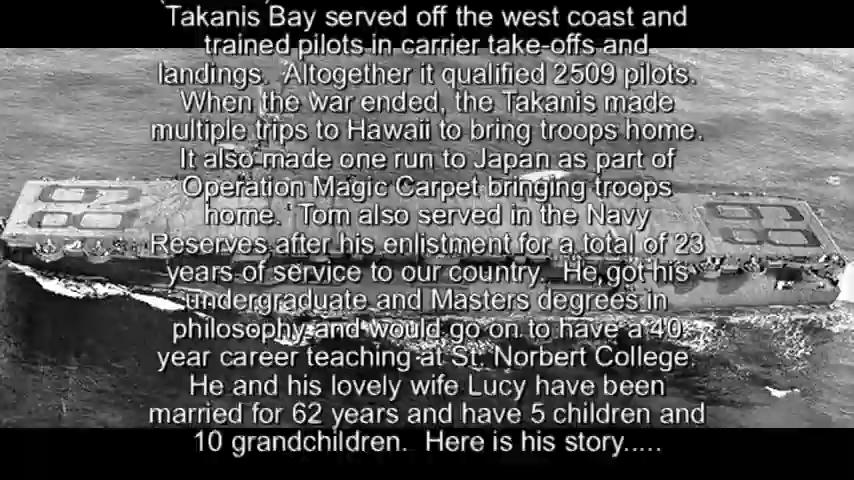 Takanis Bay served off the west coast and
trained pilots in carrier take-offs and
landings.  Altogether it qualified 2509 pilots.
When the war ended, the Takanis made
multiple trips to Hawaii to bring troops home.
It also made one run to Japan as part of
Operation Magic Carpet bringing troops
home.  Tom also served in the Navy
Reserves after his enlistment for a total of 23
years of service to our country.  He got his
undergraduate and Masters degrees in
philosophy and would go on to have a 40
year career teaching at St. Norbert College.
He and his lovely wife Lucy have been
married for 62 years and have 5 children and
10 grandchildren.  Here is his story.....
89
89